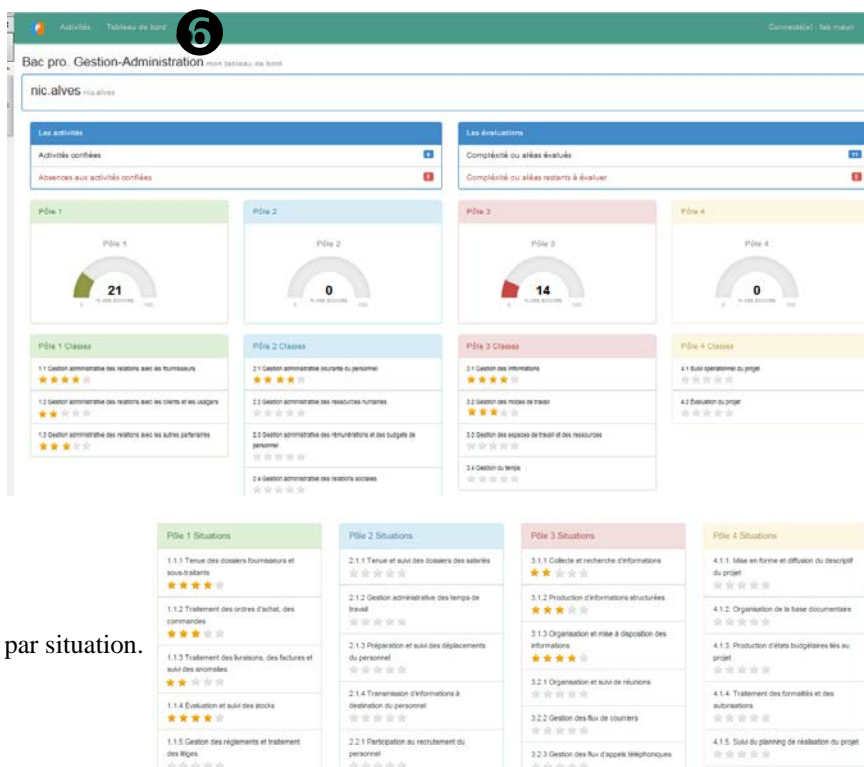 Activités Tableau de bord
6
Connecté(e) : fab.maun
Bac pro. Gestion-Administration mon tableau de bord
nic.alves nic.alves
Les activités
Activités confiées
Absences aux activités confiées
Les évaluations
Compléxité ou aléas évalués 11
Compléxité ou aléas restants à évaluer
Pôle 1
Pôle 1
21
% des scores
0 100
Pôle 2
Pôle 2
0
0 100
Pôle 3
Pôle 3
14
0 100
Pôle 4
Pôle 4
0
0 100
Pôle 1 Classes
1.1 Gestion administrative des relations avec les fournisseurs
1.2 Gestion administrative des relations avec les clients et les usagers
1.3 Gestion administrative des relations avec les autres partenaires
Pôle 2 Classes
2.1 Gestion administrative courante du personnel
2.2 Gestion administrative des ressources humaines
2.3 Gestion administrative des rémunérations et des budgets de
personnel
2.4 Gestion administrative des relations sociales
Pôle 3 Classes
3.1 Gestion des informations
3.2 Gestion des modes de travail
3.3 Gestion des espaces de travail et des ressources
3.4 Gestion du temps
Pôle 4 Classes
4.1 Suivi opérationnel du projet
4.2 Évaluation du projet
par situation.
Pôle 1 Situations
1.1.1 Tenue des dossiers fournisseurs et
sous-traitants
1.1.2 Traitement des ordres d'achat, des
commandes
1.1.3 Traitement des livraisons, des factures et
suivi des anomalies
1.1.4 Évaluation et suivi des stocks
1.1.5 Gestion des règlements et traitement
des litiges
Pôle 2 Situations
2.1.1 Tenue et suivi des dossiers des salariés
2.1.2 Gestion administrative des temps de
travail
2.1.3 Préparation et suivi des déplacements
du personnel
2.1.4 Transmission d'informations à
destination du personnel
2.2.1 Participation au recrutement du
personnel
Pôle 3 Situations
3.1.1 Collecte et recherche d'informations
3.1.2 Production d'informations structurées
3.1.3 Organisation et mise à disposition des
informations
3.2.1 Organisation et suivi de réunions
3.2.2 Gestion des flux de courriers
3.2.3 Gestion des flux d'appels téléphoniques
Pôle 4 Situations
4.1.1. Mise en forme et diffusion du descriptif
du projet
4.1.2. Organisation de la base documentaire
4.1.3. Production d'états budgétaires liés au
projet
4.1.4. Traitement des formalités et des
autorisations
4.1.5. Suivi du planning de réalisation du projet